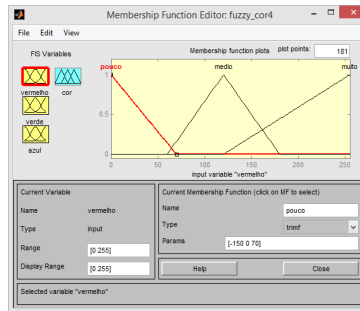 Membership Function Editor: fuzzy_cor4
File Edit View
FIS Variables
Membership function plots plot points: 181
vermelho
cor
verde
azul
pouco medio muito
1
0.5
0
0 50 100 150 200 250
input variable "vermelho"
Current Variable
Name vermelho
Type input
Range [0 255]
Display Range [0 255]
Current Membership Function (click on MF to select)
Name pouco
Type trimf
Params [-150 0 70]
Help Close
Selected variable "vermelho"